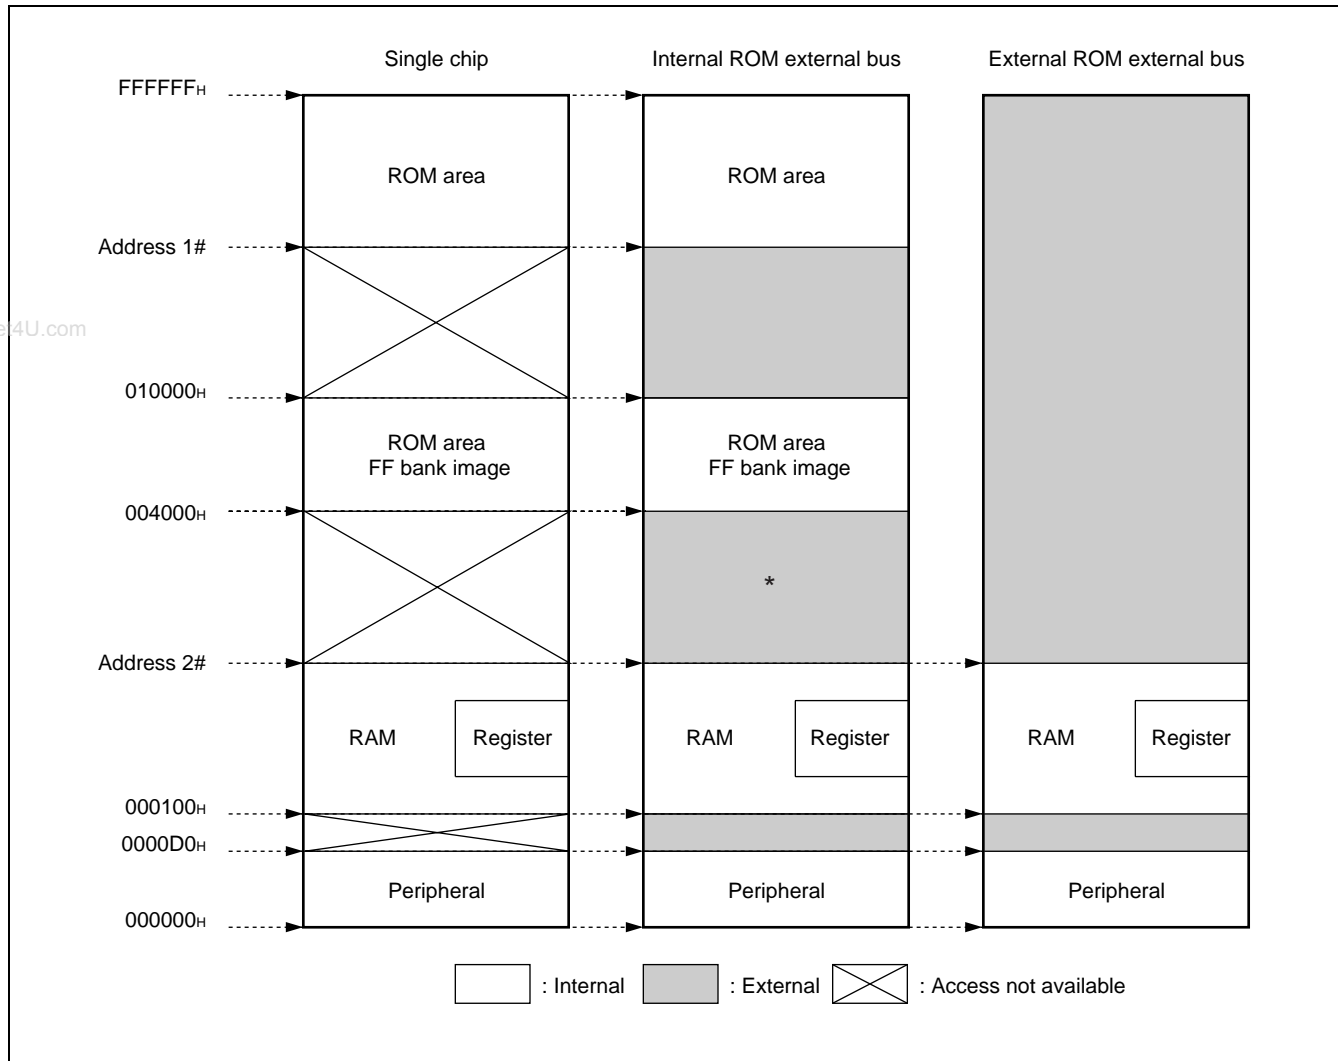 Single chip Internal ROM external bus External ROM external bus
FFFFFFH
ROM area ROM area
Address 1#
et4U.com
010000H
ROM area ROM area
FF bank image FF bank image
004000H
*
Address 2#
RAM Register RAM Register RAM Register
000100H
0000D0H
Peripheral Peripheral Peripheral
000000H
: Internal : External : Access not available